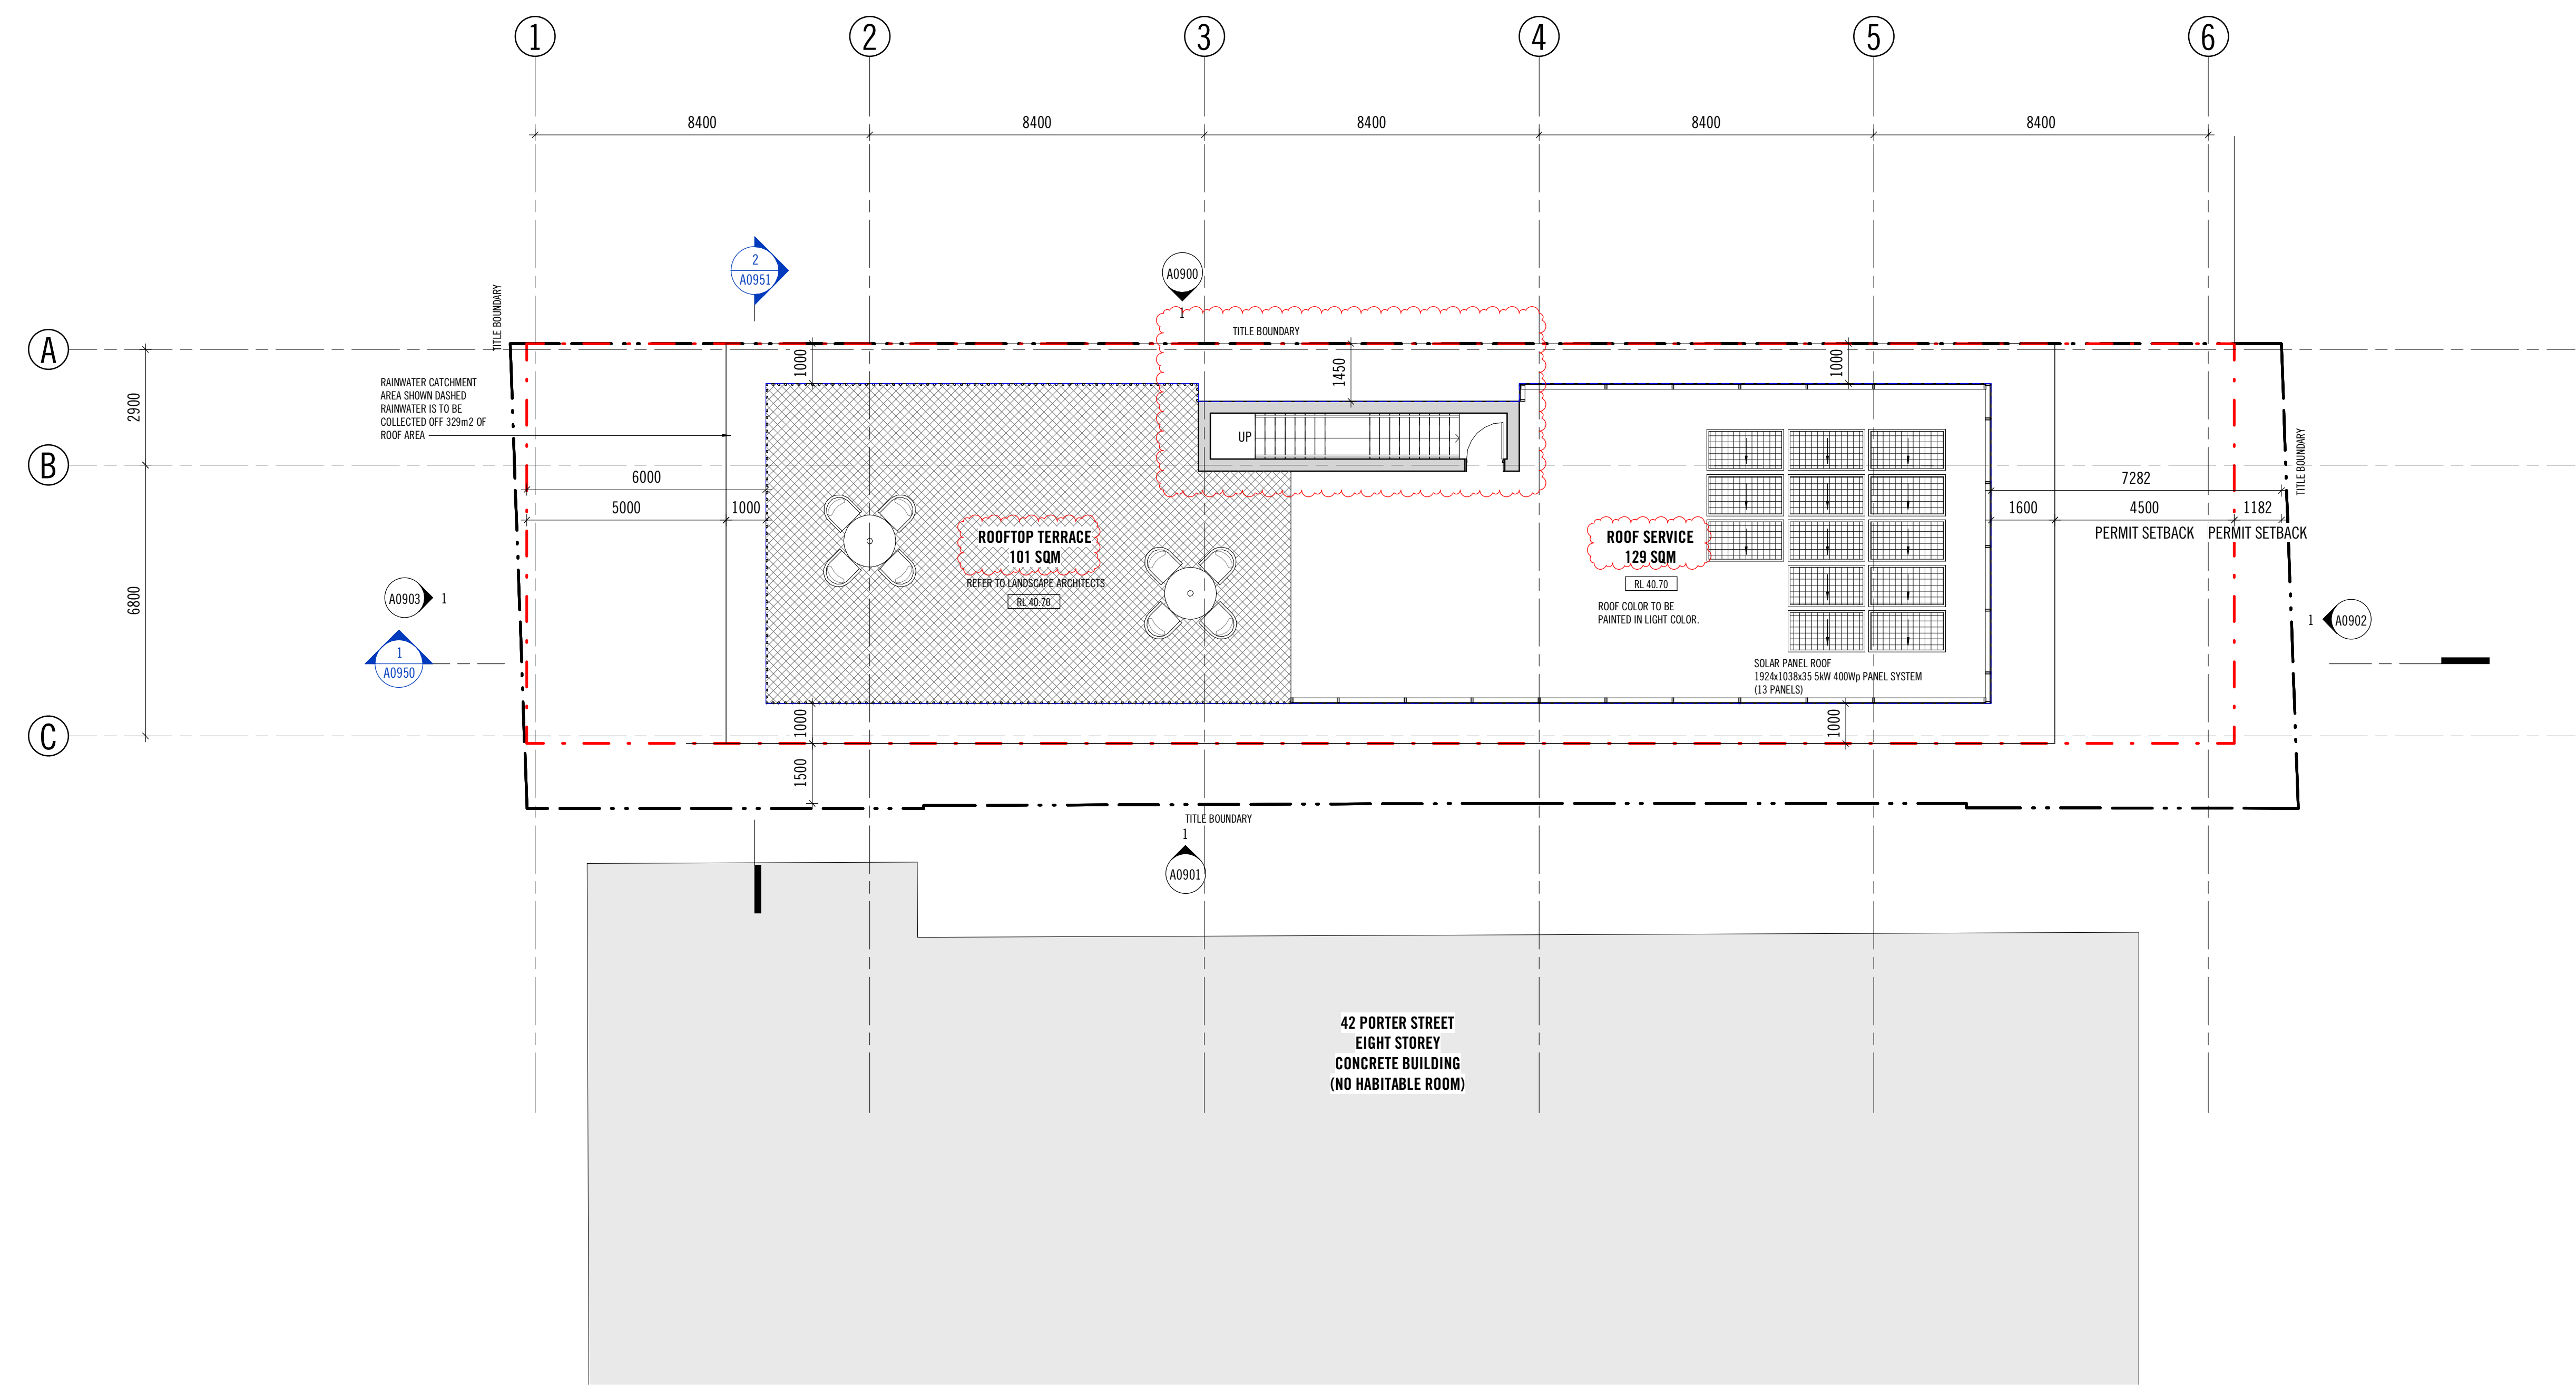 1
2
3
4
5
6
8400
8400
8400
8400
8400
2
A0951
A0900
1
TITLE BOUNDARY
TITLE BOUNDARY
A
1000
1450
1000
RAINWATER CATCHMENT
AREA SHOWN DASHED
RAINWATER IS TO BE
COLLECTED OFF 329m2 OF
ROOF AREA
2900
UP
B
TITLE BOUNDARY
6000
7282
5000
1000
1600
4500
1182
PERMIT SETBACK
PERMIT SETBACK
ROOFTOP TERRACE
101 SQM
REFER TO LANDSCAPE ARCHITECTS
RL 40.70
ROOF SERVICE
129 SQM
RL 40.70
ROOF COLOR TO BE
PAINTED IN LIGHT COLOR.
6800
A0903
1
1
A0902
1
A0950
SOLAR PANEL ROOF
1924x1038x35 5kW 400Wp PANEL SYSTEM
(13 PANELS)
C
1000
1000
1500
TITLE BOUNDARY
1
A0901
42 PORTER STREET
EIGHT STOREY
CONCRETE BUILDING
(NO HABITABLE ROOM)